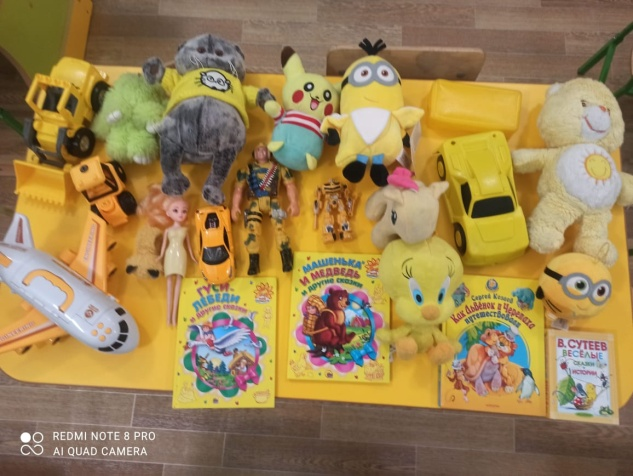 ГУСИ-
ЛЕБЕДИ
и другие сказки
МАШЕНЬКА
И МЕДВЕДЬ
и другие сказки
Сергей Козлов
Как львёнок и Черепаха
путешествовали
В. СУТЕЕВ
ВЕСЁЛЫЕ
СКАЗКИ
ИСТОРИИ
REDMI NOTE 8 PRO
AI QUAD CAMERA